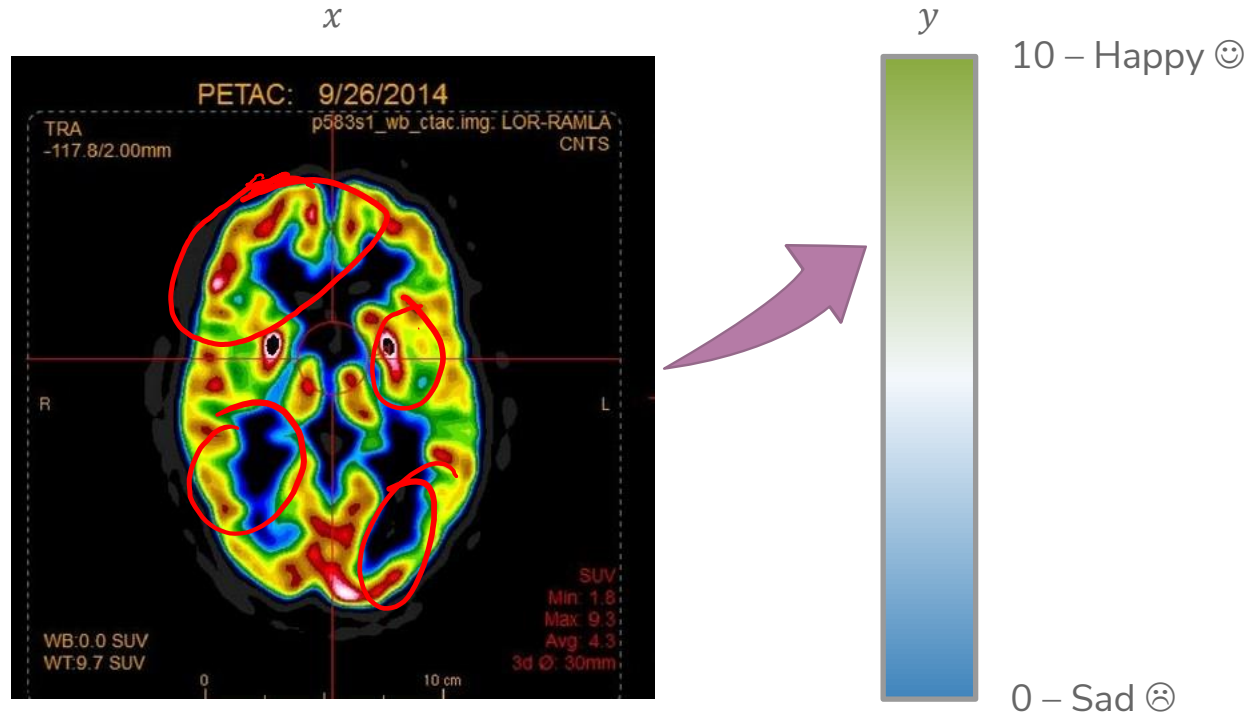 x
y
10 – Happy ☺
PETAC: 9/26/2014
p583s1_wb_ctac.img: LOR-RAMLA
TRA
CNTS
-117.8/2.00mm
R
L
SUV
Min: 1.8
Max: 9.3
Avg: 4.3
3d Ø: 30mm
WB:0.0 SUV
WT:9.7 SUV
0
10 cm
0 – Sad ☹